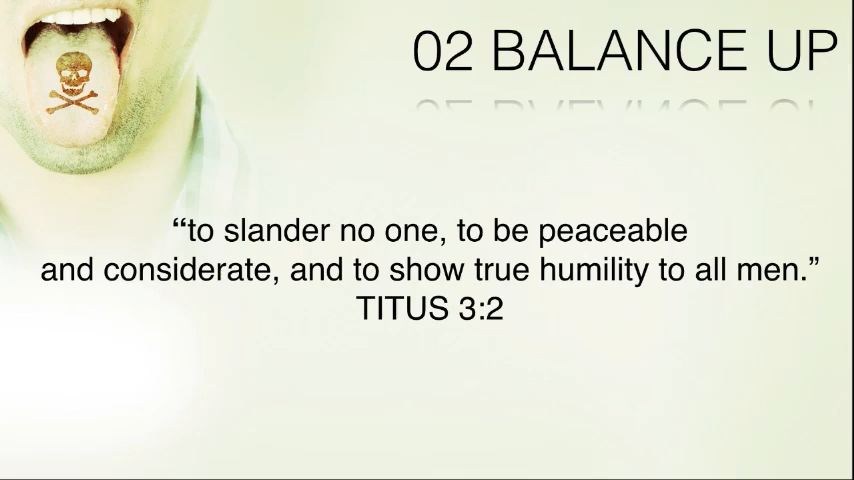 02 BALANCE UP
“to slander no one, to be peaceable
and considerate, and to show true humility to all men.”
TITUS 3:2